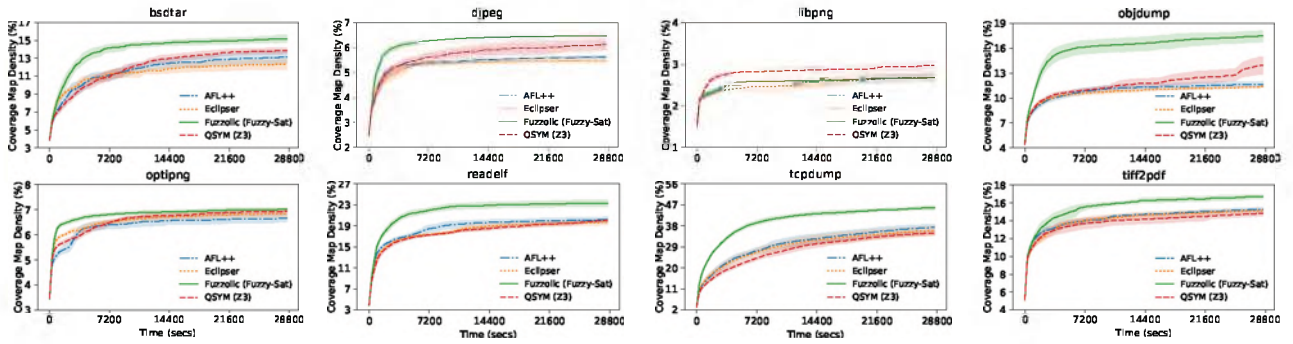 bsdtar
djpeg
libpng
objdump
Coverage Map Density (%)
17
15
13
11
9
7
5
3
AFL++
Eclipser
Fuzzolic (Fuzzy-Sat)
QSYM (Z3)
0 7200 14400 21600 28800
Coverage Map Density (%)
7
6
5
4
3
2
AFL++
Eclipser
Fuzzolic (Fuzzy-Sat)
QSYM (Z3)
0 7200 14400 21600 28800
Coverage Map Density (%)
4
3
2
1
AFL++
Eclipser
Fuzzolic (Fuzzy-Sat)
QSYM (Z3)
0 7200 14400 21600 28800
Coverage Map Density (%)
19
16
13
10
7
4
AFL++
Eclipser
Fuzzolic (Fuzzy-Sat)
QSYM (Z3)
0 7200 14400 21600 28800
optipng
readelf
tcpdump
tiff2pdf
Coverage Map Density (%)
8
7
6
5
4
3
AFL++
Eclipser
Fuzzolic (Fuzzy-Sat)
QSYM (Z3)
0 7200 14400 21600 28800
Time (secs)
Coverage Map Density (%)
27
23
19
15
11
7
3
AFL++
Eclipser
Fuzzolic (Fuzzy-Sat)
QSYM (Z3)
0 7200 14400 21600 28800
Time (secs)
Coverage Map Density (%)
56
47
38
29
20
11
2
AFL++
Eclipser
Fuzzolic (Fuzzy-Sat)
QSYM (Z3)
0 7200 14400 21600 28800
Time (secs)
Coverage Map Density (%)
18
16
14
12
10
8
6
4
AFL++
Eclipser
Fuzzolic (Fuzzy-Sat)
QSYM (Z3)
0 7200 14400 21600 28800
Time (secs)